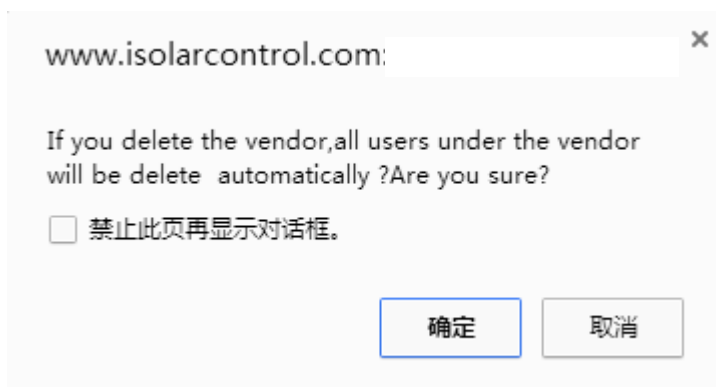 www.isolarcontrol.com:
If you delete the vendor,all users under the vendor
will be delete  automatically ?Are you sure?
禁止此页再显示对话框。
确定
取消